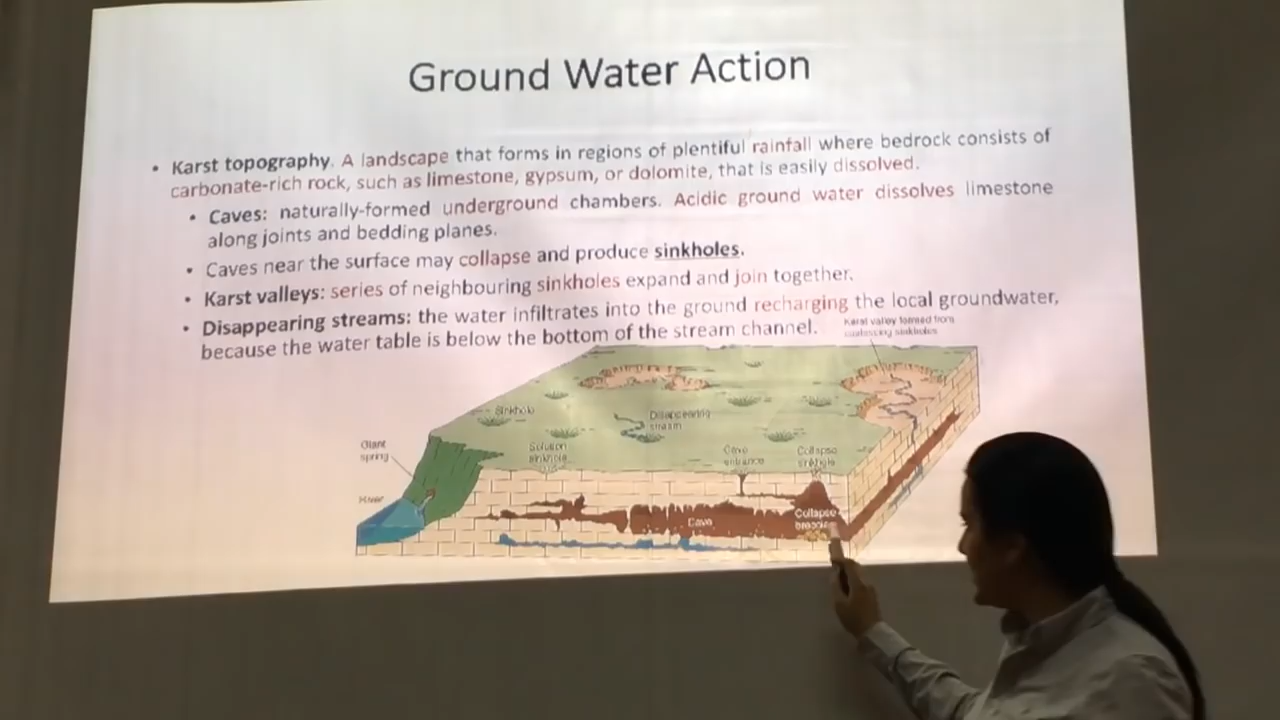 Ground Water Action
• Karst topography. A landscape that forms in regions of plentiful rainfall where bedrock consists of
carbonate-rich rock, such as limestone, gypsum, or dolomite, that is easily dissolved.
• Caves: naturally-formed underground chambers. Acidic ground water dissolves limestone
along joints and bedding planes.
• Caves near the surface may collapse and produce sinkholes.
• Karst valleys: series of neighbouring sinkholes expand and join together.
• Disappearing streams: the water infiltrates into the ground recharging the local groundwater,
because the water table is below the bottom of the stream channel.
Karst valley formed from
coalescing sinkholes
Sinkhole
Disappearing
stream
Giant
spring
Solution
sinkhole
Cave
entrance
Collapse
sinkhole
River
Cave
Collapse
breccia